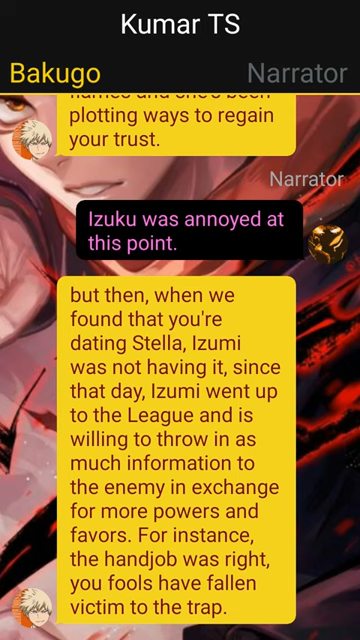 Kumar TS
Bakugo
Narrator
plotting ways to regain
your trust.
Narrator
Izuku was annoyed at
this point.
but then, when we
found that you're
dating Stella, Izumi
was not having it, since
that day, Izumi went up
to the League and is
willing to throw in as
much information to
the enemy in exchange
for more powers and
favors. For instance,
the handjob was right,
you fools have fallen
victim to the trap.